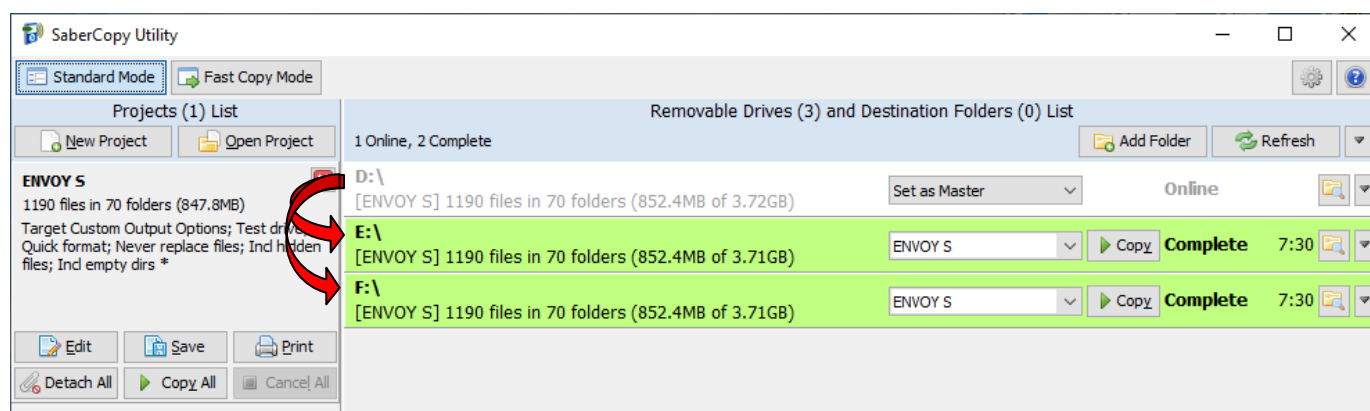 SaberCopy Utility
Standard Mode Fast Copy Mode
Projects (1) List
New Project Open Project
ENVOY S
1190 files in 70 folders (847.8MB)
Target Custom Output Options; Test drive;
Quick format; Never replace files; Incl hidden
files; Incl empty dirs *
Edit Save Print
Detach All Copy All Cancel All
Removable Drives (3) and Destination Folders (0) List
1 Online, 2 Complete Add Folder Refresh
D:\
[ENVOY S] 1190 files in 70 folders (852.4MB of 3.72GB) Set as Master Online
E:\
[ENVOY S] 1190 files in 70 folders (852.4MB of 3.71GB) ENVOY S Copy Complete 7:30
F:\
[ENVOY S] 1190 files in 70 folders (852.4MB of 3.71GB) ENVOY S Copy Complete 7:30